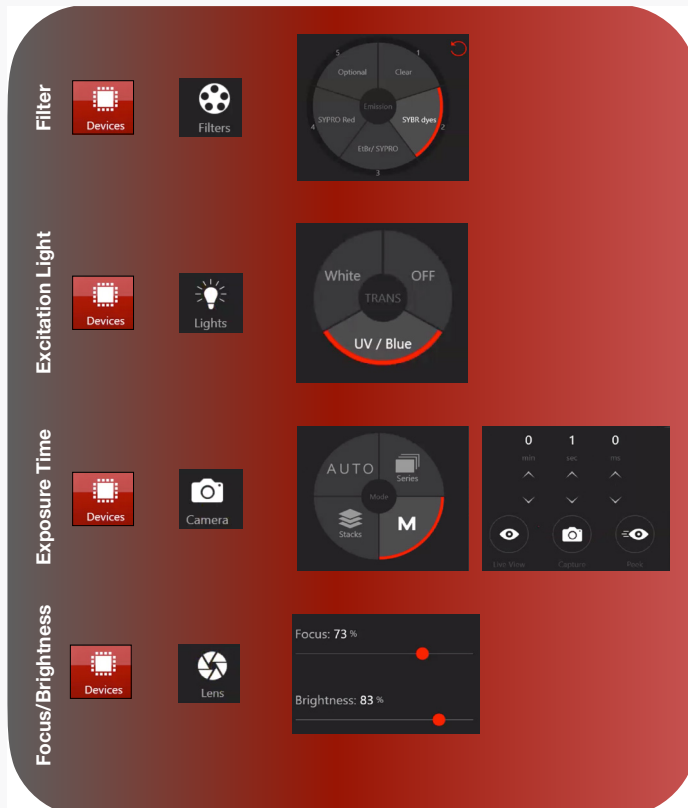 Filter
Devices
Filters
5
1
Optional
Clear
Emission
SYPRO Red
SYBR dyes
4
2
EtBr/ SYPRO
3
Excitation Light
Devices
Lights
White
OFF
TRANS
UV / Blue
Exposure Time
Devices
Camera
AUTO
Series
Mode
Stacks
M
0 1 0
min sec ms
Live View Capture
Focus/Brightness
Devices
Lens
Focus: 73 %
Brightness: 83 %